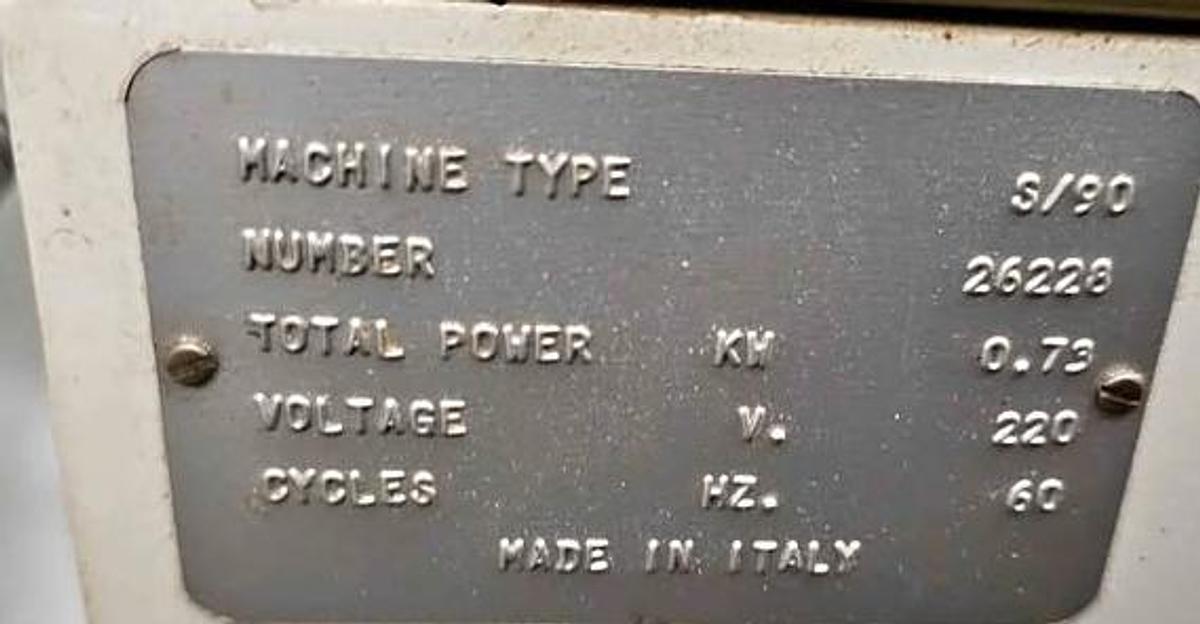 MACHINE TYPE S/90
NUMBER 26228
TOTAL POWER KW 0.73
VOLTAGE V. 220
CYCLES HZ. 60
MADE IN ITALY